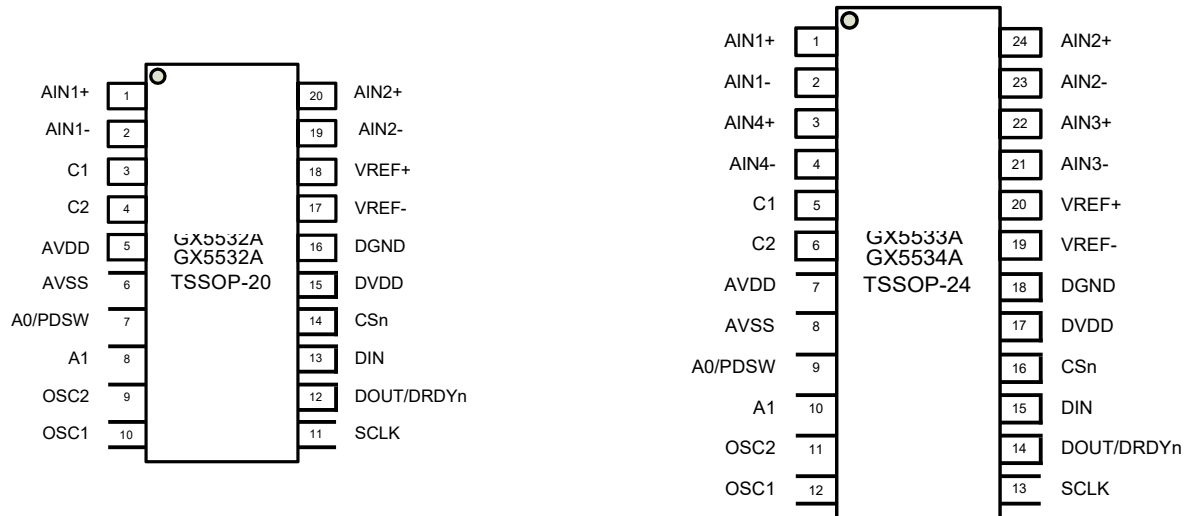 AIN1+ 1 20 AIN2+
AIN1- 2 19 AIN2-
C1 3 18 VREF+
C2 4 17 VREF-
GX5532A
AVDD 5 16 DGND
GX5532A
AVSS 6 TSSOP-20 15 DVDD
A0/PDSW 7 14 CSn
A1 8 13 DIN
OSC2 9 12 DOUT/DRDYn
OSC1 10 11 SCLK
AIN1+ 1 24 AIN2+
AIN1- 2 23 AIN2-
AIN4+ 3 22 AIN3+
AIN4- 4 21 AIN3-
C1 5 20 VREF+
GX5533A
C2 6 19 VREF-
GX5534A
AVDD 7 TSSOP-24 18 DGND
AVSS 8 17 DVDD
A0/PDSW 9 16 CSn
A1 10 15 DIN
OSC2 11 14 DOUT/DRDYn
OSC1 12 13 SCLK